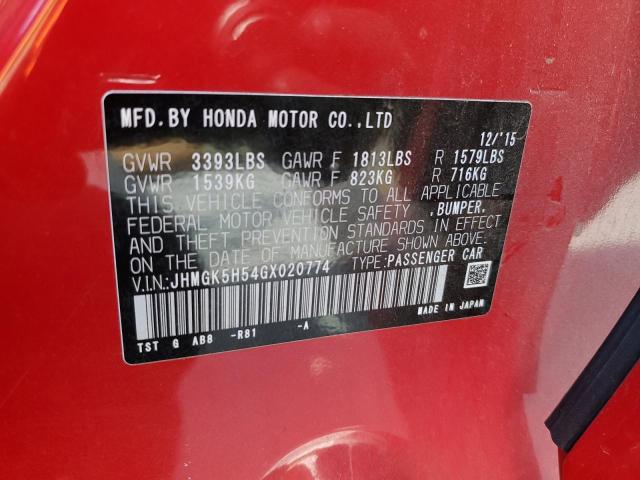 MFD.BY HONDA MOTOR CO.,LTD
12/'15
GVWR 3393LBS GAWR F 1813LBS R 1579LBS
GVWR 1539KG GAWR F 823KG R 716KG
THIS VEHICLE CONFORMS TO ALL APPLICABLE
FEDERAL MOTOR VEHICLE SAFETY ,BUMPER,
AND THEFT PREVENTION STANDARDS IN EFFECT
ON THE DATE OF MANUFACTURE SHOWN ABOVE.
V.I.N.:JHMGK5H54GX020774 TYPE:PASSENGER CAR
MADE IN JAPAN
TST G AB8 -R81 -A